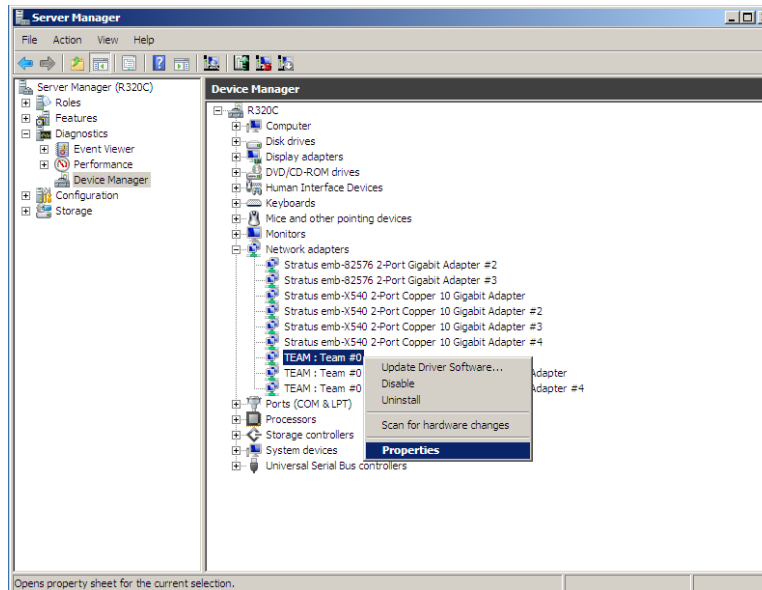 Server Manager
File Action View Help
Server Manager (R320C)
Roles
Features
Diagnostics
Event Viewer
Performance
Device Manager
Configuration
Storage
Device Manager
R320C
Computer
Disk drives
Display adapters
DVD/CD-ROM drives
Human Interface Devices
Keyboards
Mice and other pointing devices
Monitors
Network adapters
Stratus emb-82576 2-Port Gigabit Adapter #2
Stratus emb-82576 2-Port Gigabit Adapter #3
Stratus emb-X540 2-Port Copper 10 Gigabit Adapter
Stratus emb-X540 2-Port Copper 10 Gigabit Adapter #2
Stratus emb-X540 2-Port Copper 10 Gigabit Adapter #3
Stratus emb-X540 2-Port Copper 10 Gigabit Adapter #4
TEAM : Team #0
TEAM : Team #0 Adapter
TEAM : Team #0 Adapter #4
Ports (COM & LPT)
Processors
Storage controllers
System devices
Universal Serial Bus controllers
Update Driver Software...
Disable
Uninstall
Scan for hardware changes
Properties
Opens property sheet for the current selection.